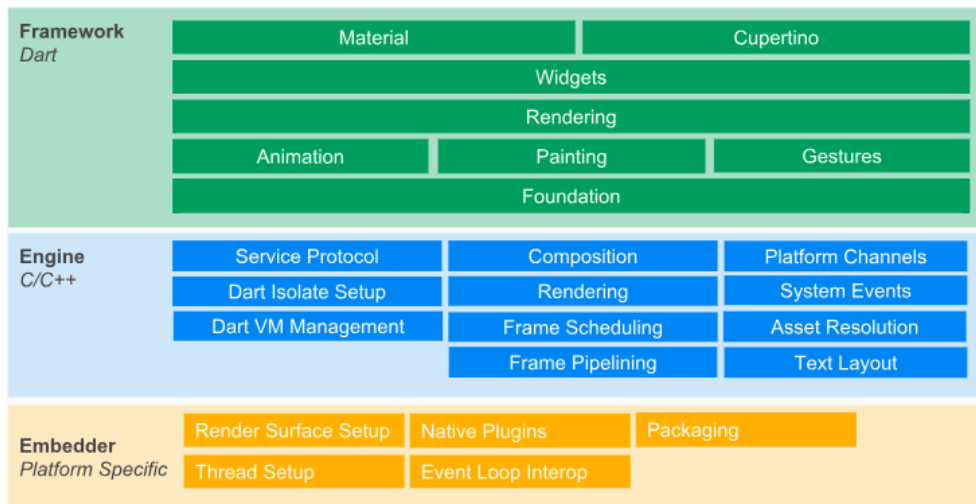 Framework
Dart
Material
Cupertino
Widgets
Rendering
Animation
Painting
Gestures
Foundation
Engine
C/C++
Service Protocol
Composition
Platform Channels
Dart Isolate Setup
Rendering
System Events
Dart VM Management
Frame Scheduling
Asset Resolution
Frame Pipelining
Text Layout
Embedder
Platform Specific
Render Surface Setup
Native Plugins
Packaging
Thread Setup
Event Loop Interop